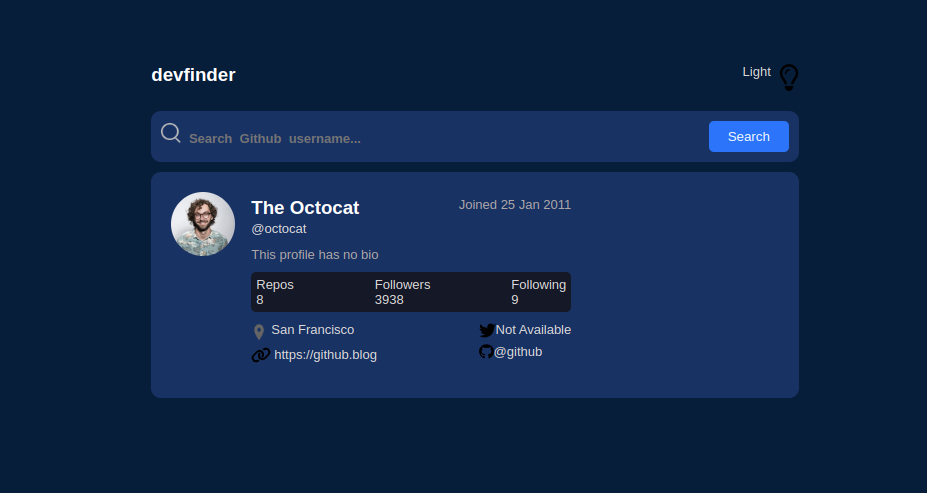 devfinder
Light
Search Github username...
Search
The Octocat
Joined 25 Jan 2011
@octocat
This profile has no bio
Repos Followers Following
8 3938 9
San Francisco
Not Available
https://github.blog
@github